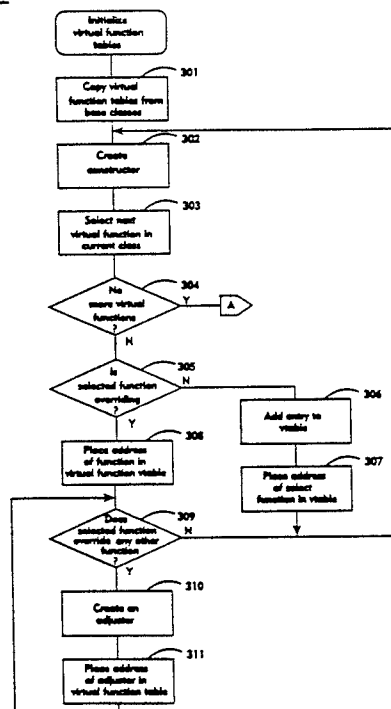 Initialize
virtual function
tables
301
Copy virtual
function tables from
base classes
302
Create
constructor
303
Select next
virtual function in
current class
304
No
more virtual
functions
?
Y
A
N
305
Is
selected function
overriding
?
N
Y
306
Add entry to
vtable
308
Place address
of function in
virtual function vtable
307
Place address
of select
function in vtable
309
Does
selected function
override any other
function
?
N
Y
310
Create an
adjustor
311
Place address
of adjustor in
virtual function table